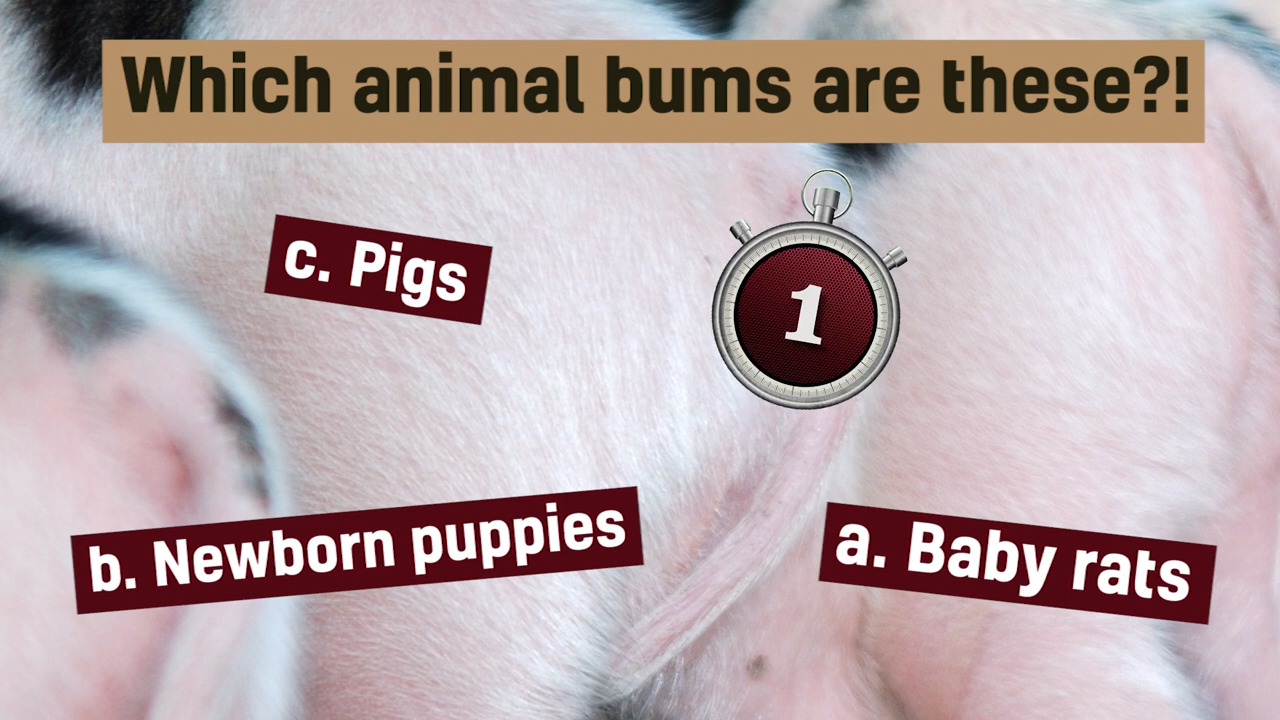 Which animal bums are these?!
c. Pigs
1
b. Newborn puppies
a. Baby rats